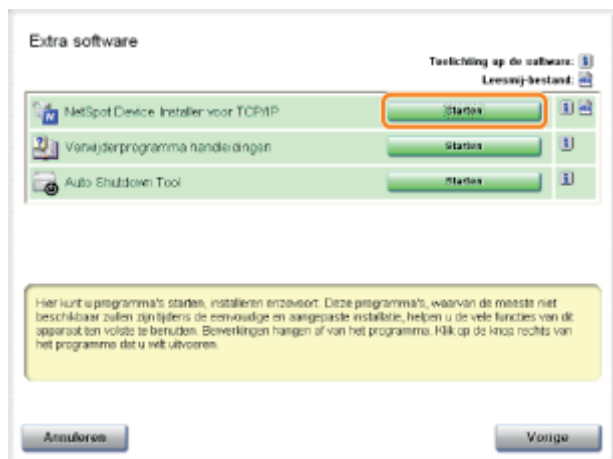 Extra software
Toelichting op de software:
Leesmij-bestand:
NetSpot Device Installer voor TCP/IP
Starten
Verwijderprogramma handleidingen
Starten
Auto Shutdown Tool
Starten
Hier kunt u programma's starten, installeren enzovoort. Deze programma's, waarvan de meeste niet
beschikbaar zullen zijn tijdens de eenvoudige en aangepaste installatie, helpen u de vele functies van dit
apparaat ten volste te benutten. Bewerkingen hangen af van het programma. Klik op de knop rechts van
het programma dat u wilt uitvoeren.
Annuleren
Vorige